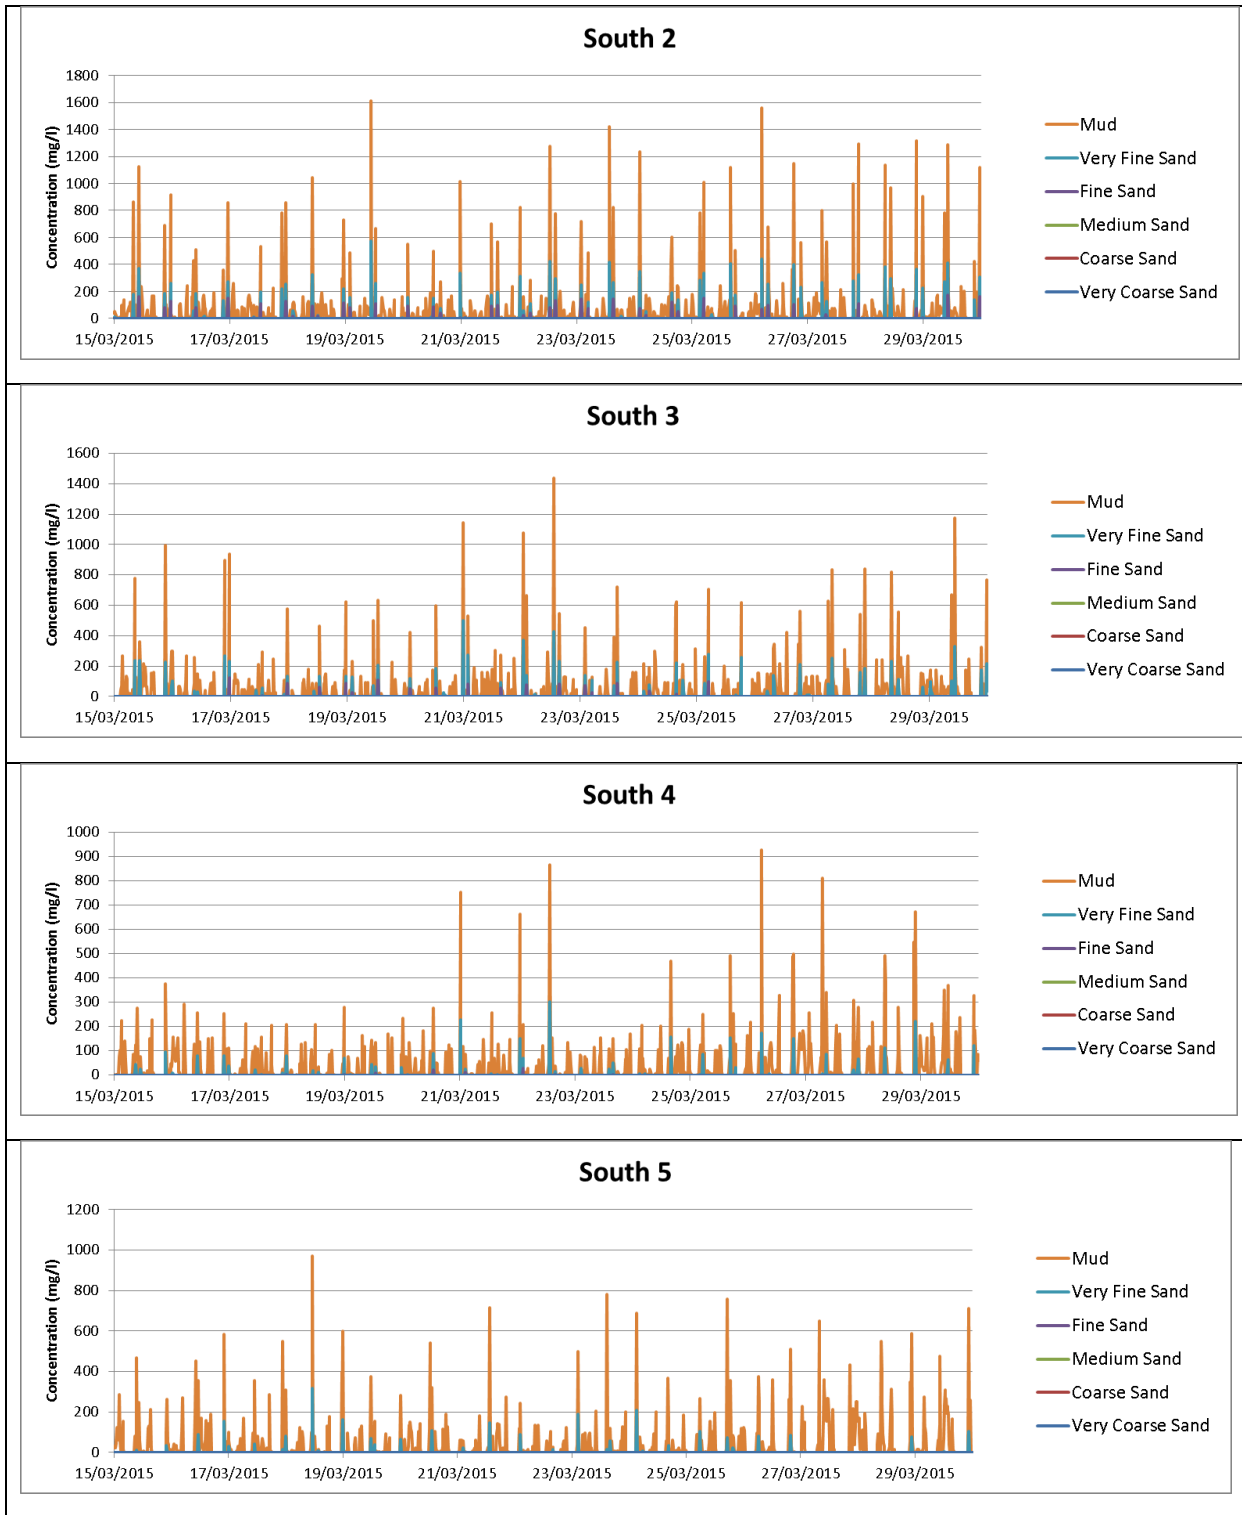 South 2
Concentration (mg/l)
1800
1600
1400
1200
1000
800
600
400
200
0
15/03/2015 17/03/2015 19/03/2015 21/03/2015 23/03/2015 25/03/2015 27/03/2015 29/03/2015
Mud
Very Fine Sand
Fine Sand
Medium Sand
Coarse Sand
Very Coarse Sand
South 3
Concentration (mg/l)
1600
1400
1200
1000
800
600
400
200
0
15/03/2015 17/03/2015 19/03/2015 21/03/2015 23/03/2015 25/03/2015 27/03/2015 29/03/2015
Mud
Very Fine Sand
Fine Sand
Medium Sand
Coarse Sand
Very Coarse Sand
South 4
Concentration (mg/l)
1000
900
800
700
600
500
400
300
200
100
0
15/03/2015 17/03/2015 19/03/2015 21/03/2015 23/03/2015 25/03/2015 27/03/2015 29/03/2015
Mud
Very Fine Sand
Fine Sand
Medium Sand
Coarse Sand
Very Coarse Sand
South 5
Concentration (mg/l)
1200
1000
800
600
400
200
0
15/03/2015 17/03/2015 19/03/2015 21/03/2015 23/03/2015 25/03/2015 27/03/2015 29/03/2015
Mud
Very Fine Sand
Fine Sand
Medium Sand
Coarse Sand
Very Coarse Sand